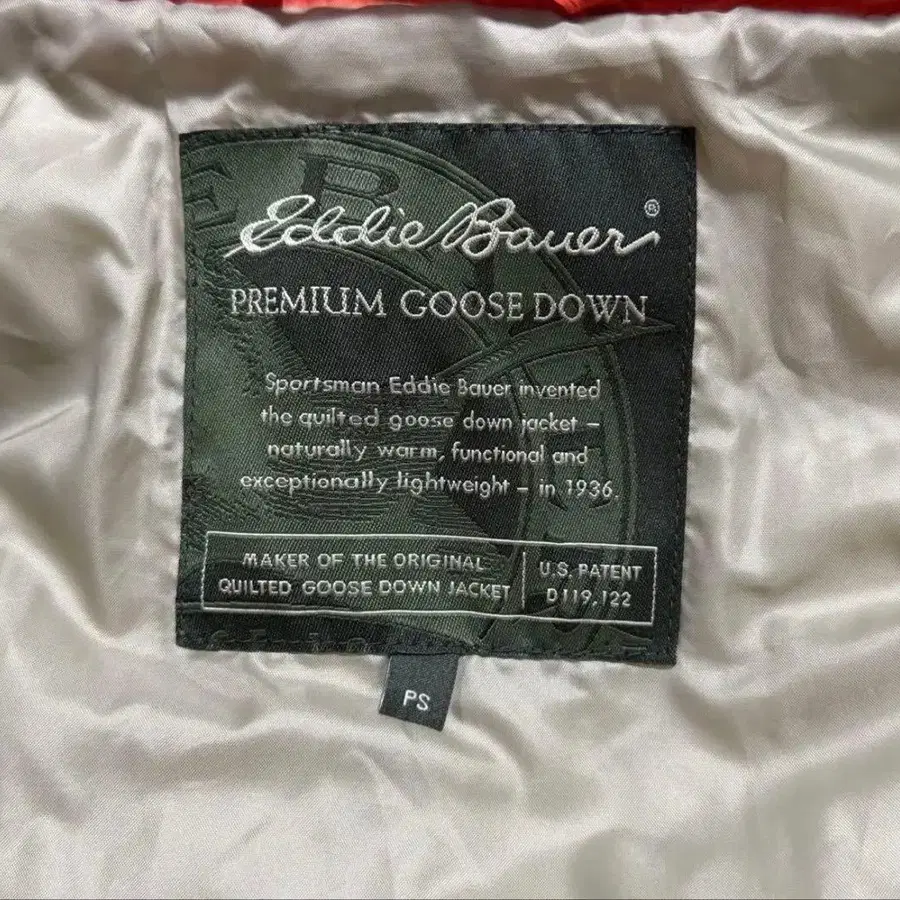 Eddie Bauer®
PREMIUM GOOSE DOWN
Sportsman Eddie Bauer invented
the quilted goose down jacket –
naturally warm, functional and
exceptionally lightweight – in 1936.
MAKER OF THE ORIGINAL
QUILTED GOOSE DOWN JACKET
U.S. PATENT
D119,122
PS